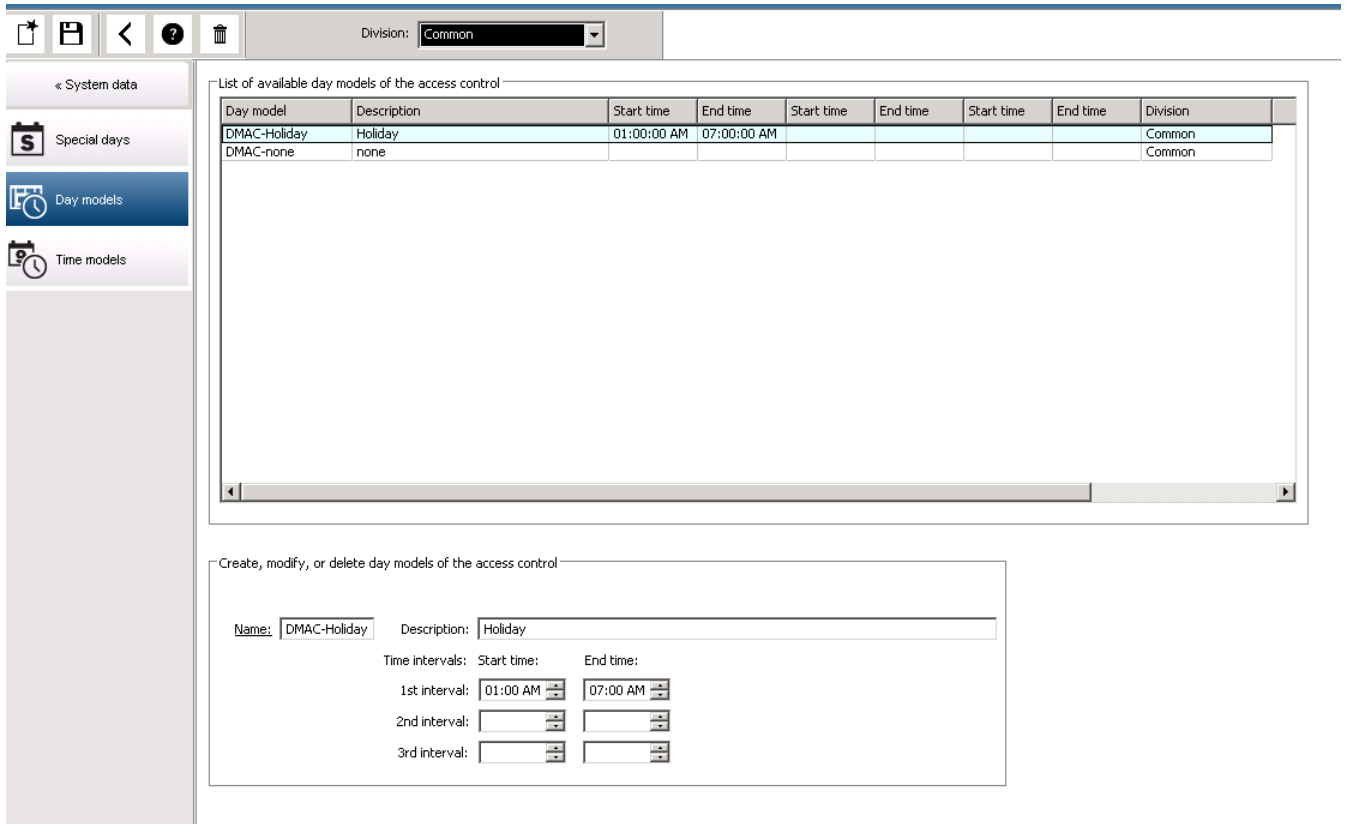 Division: Common
« System data
Special days
Day models
Time models
List of available day models of the access control
Day model Description Start time End time Start time End time Start time End time Division
DMAC-Holiday Holiday 01:00:00 AM 07:00:00 AM Common
DMAC-none none Common
Create, modify, or delete day models of the access control
Name: DMAC-Holiday Description: Holiday
Time intervals: Start time: End time:
1st interval: 01:00 AM 07:00 AM
2nd interval:
3rd interval: